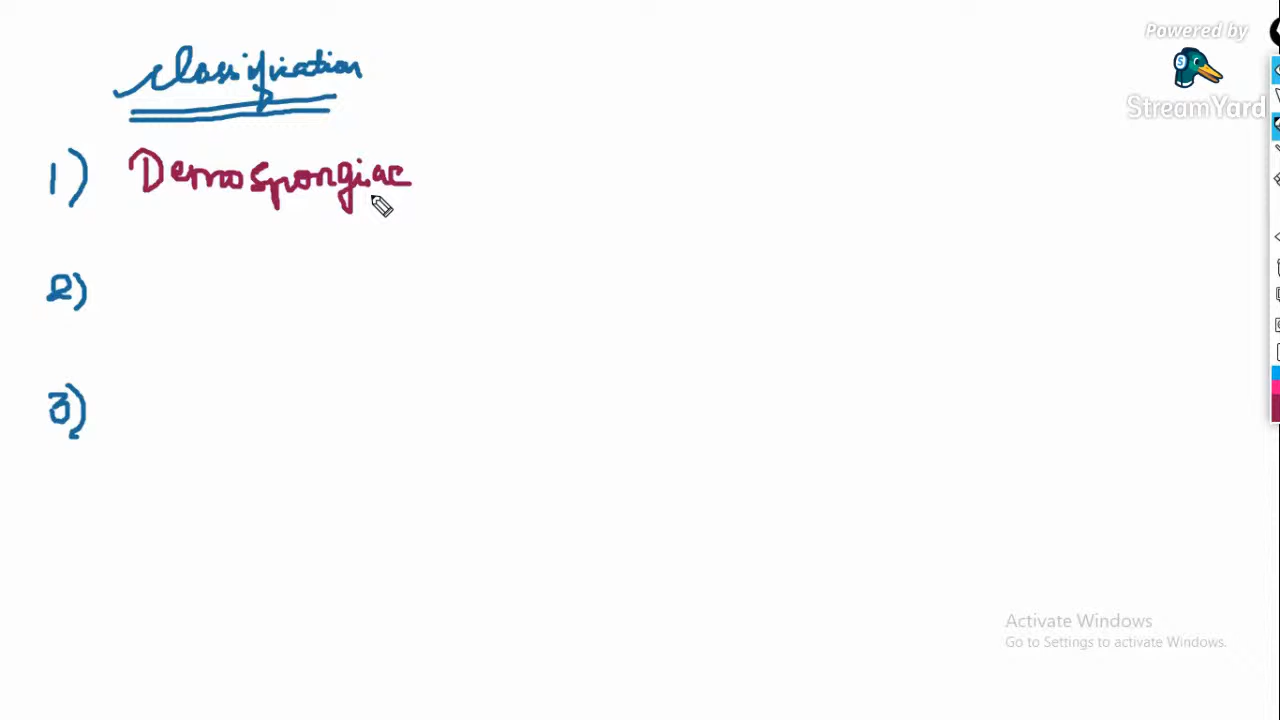 Powered by
StreamYard
Classification
1) Demospongiae
2)
3)
Activate Windows
Go to Settings to activate Windows.